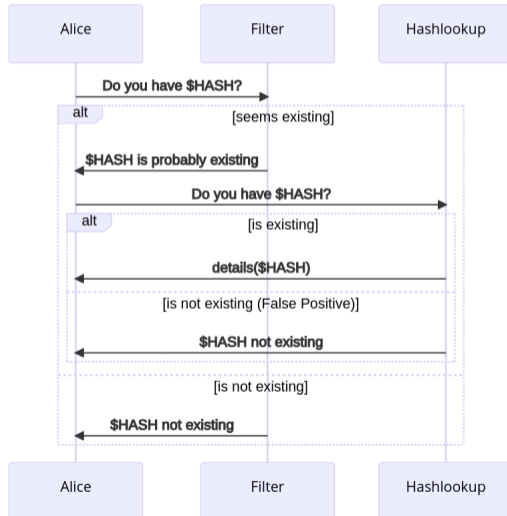 Alice
Filter
Hashlookup
Do you have $HASH?
alt
[seems existing]
$HASH is probably existing
Do you have $HASH?
alt
[is existing]
details($HASH)
[is not existing (False Positive)]
$HASH not existing
[is not existing]
$HASH not existing
Alice
Filter
Hashlookup